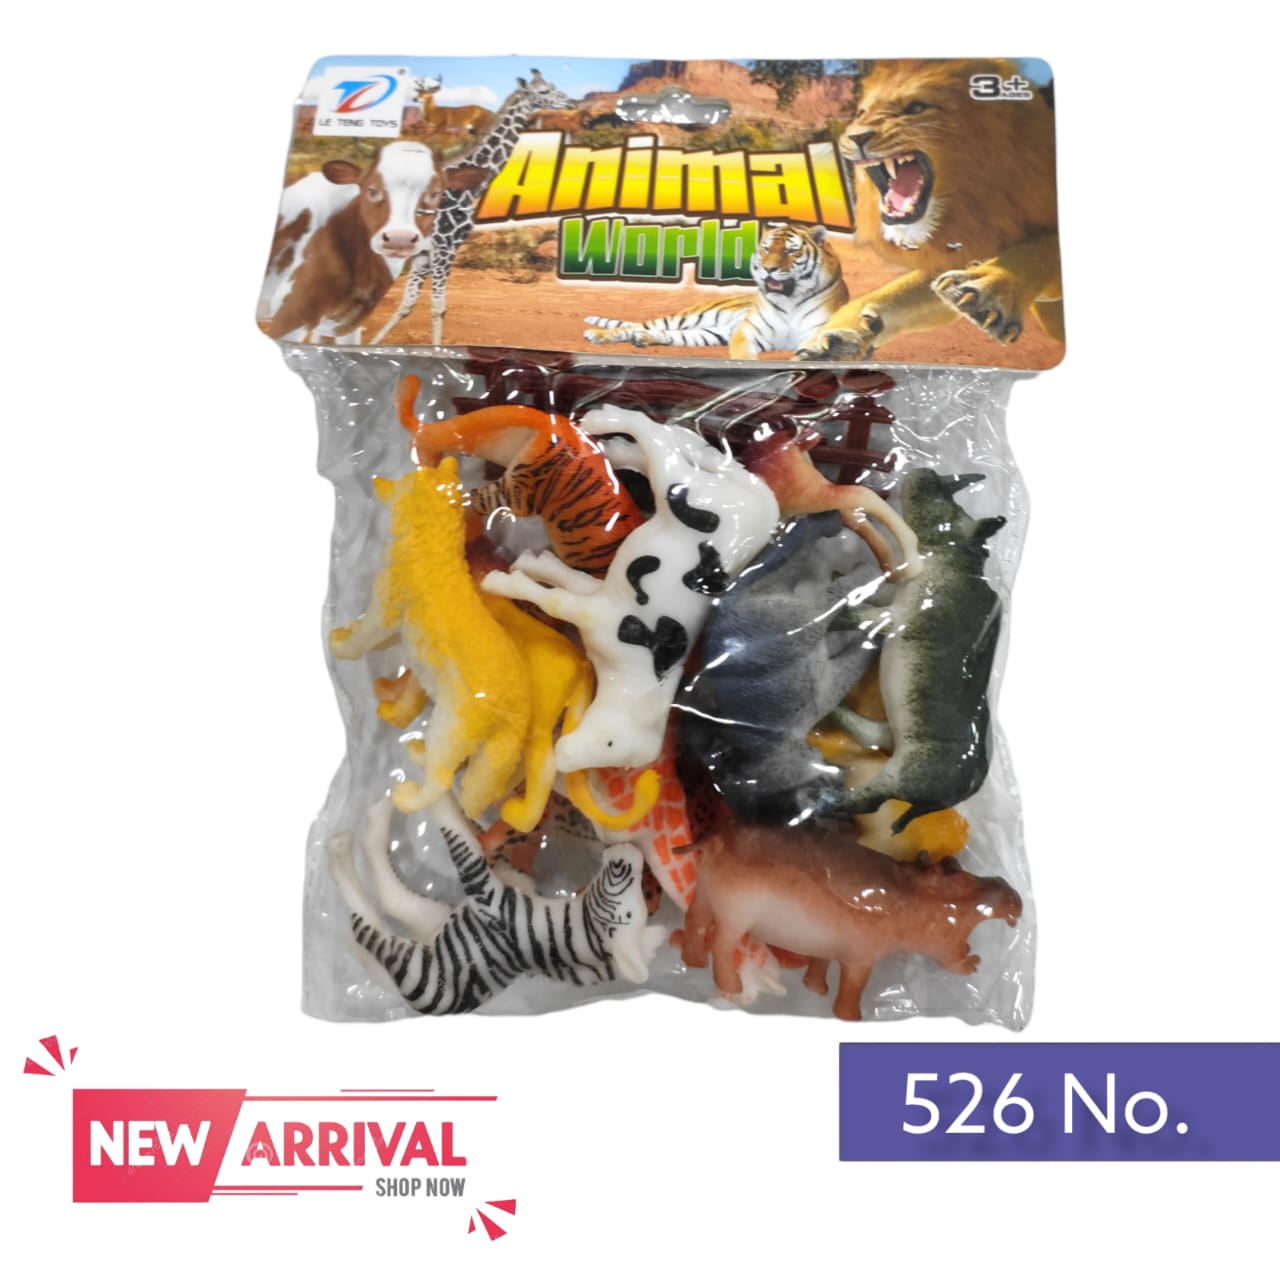 LE TENG TOYS
3+
Animal
World
526 No.
NEW ARRIVAL
SHOP NOW